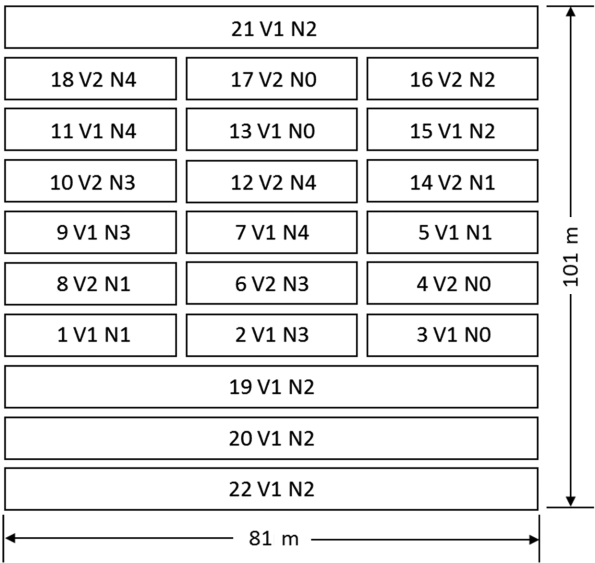 21 V1 N2
18 V2 N4 17 V2 N0 16 V2 N2
11 V1 N4 13 V1 N0 15 V1 N2
10 V2 N3 12 V2 N4 14 V2 N1
9 V1 N3 7 V1 N4 5 V1 N1
8 V2 N1 6 V2 N3 4 V2 N0
1 V1 N1 2 V1 N3 3 V1 N0
19 V1 N2
20 V1 N2
22 V1 N2
101 m
81 m